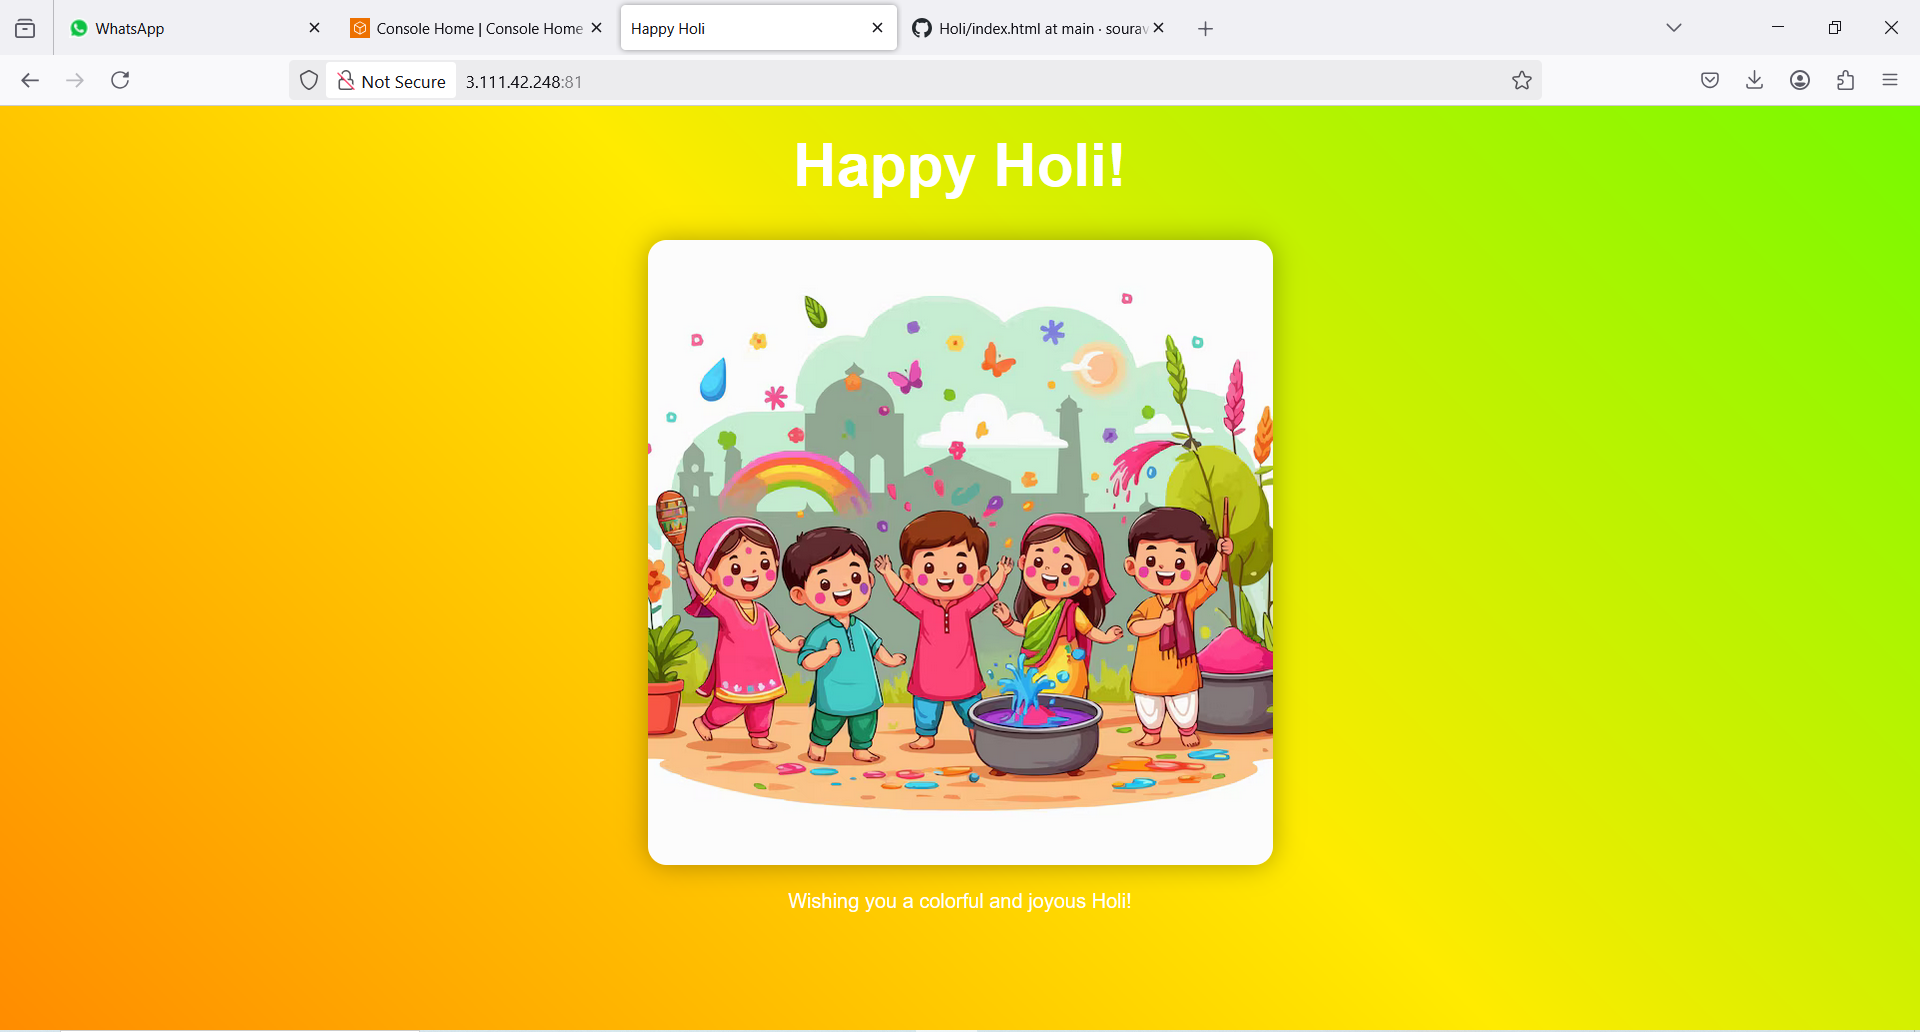 WhatsApp
Console Home | Console Home
Happy Holi
Holi/index.html at main · sourav
Not Secure
3.111.42.248:81
Happy Holi!
Wishing you a colorful and joyous Holi!